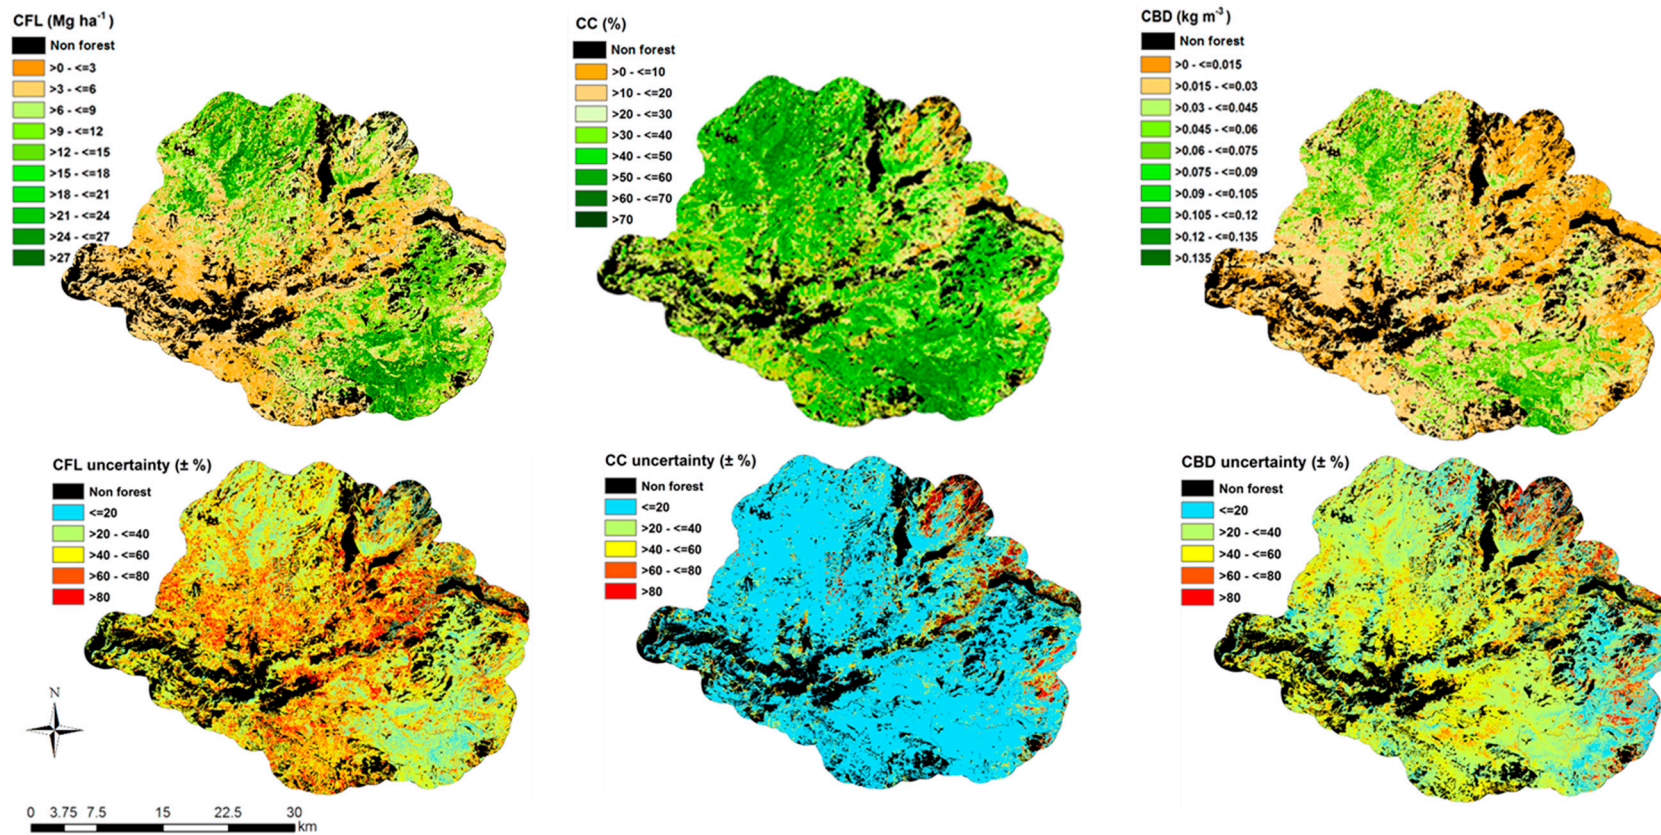 CFL (Mg ha⁻¹)
Non forest
>0 - <=3
>3 - <=6
>6 - <=9
>9 - <=12
>12 - <=15
>15 - <=18
>18 - <=21
>21 - <=24
>24 - <=27
>27
CC (%)
Non forest
>0 - <=10
>10 - <=20
>20 - <=30
>30 - <=40
>40 - <=50
>50 - <=60
>60 - <=70
>70
CBD (kg m⁻³)
Non forest
>0 - <=0.015
>0.015 - <=0.03
>0.03 - <=0.045
>0.045 - <=0.06
>0.06 - <=0.075
>0.075 - <=0.09
>0.09 - <=0.105
>0.105 - <=0.12
>0.12 - <=0.135
>0.135
CFL uncertainty (± %)
Non forest
<=20
>20 - <=40
>40 - <=60
>60 - <=80
>80
CC uncertainty (± %)
Non forest
<=20
>20 - <=40
>40 - <=60
>60 - <=80
>80
CBD uncertainty (± %)
Non forest
<=20
>20 - <=40
>40 - <=60
>60 - <=80
>80
N
0 3.75 7.5 15 22.5 30
km